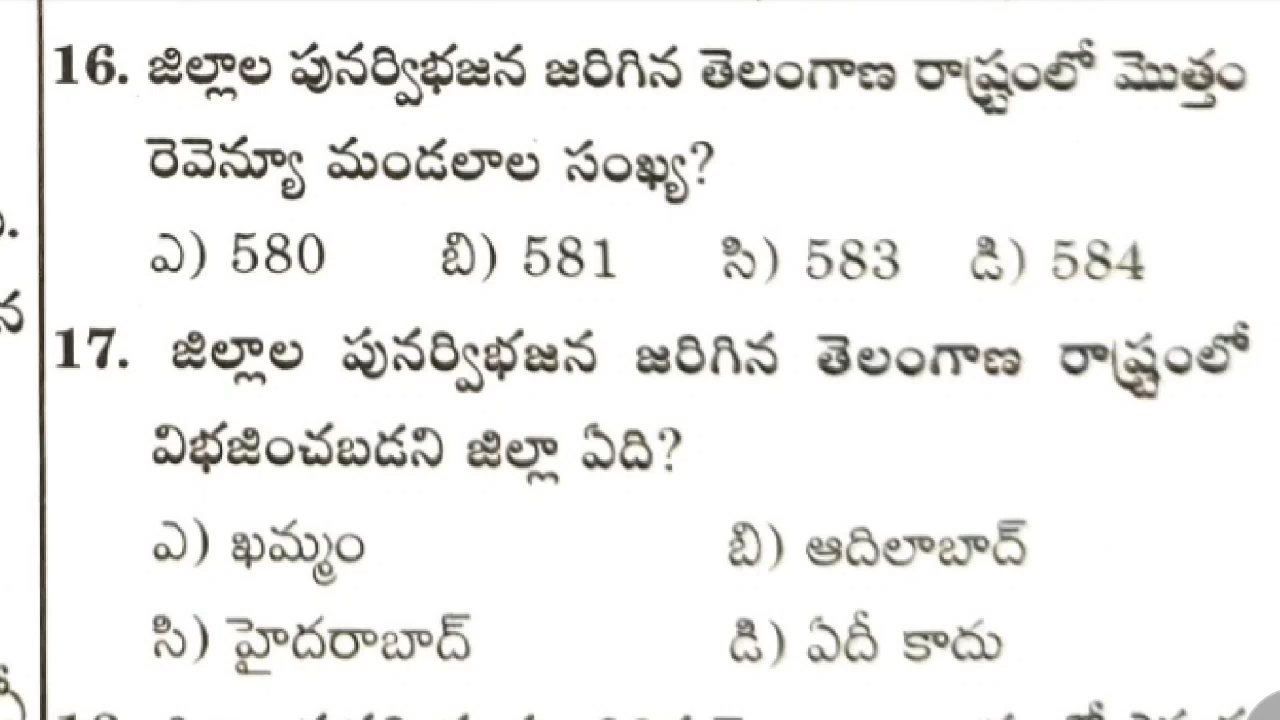 16. జిల్లాల పునర్విభజన జరిగిన తెలంగాణ రాష్ట్రంలో మొత్తం
రెవెన్యూ మండలాల సంఖ్య?
ఎ) 580 బి) 581 సి) 583 డి) 584
17. జిల్లాల పునర్విభజన జరిగిన తెలంగాణ రాష్ట్రంలో
విభజించబడని జిల్లా ఏది?
ఎ) ఖమ్మం బి) ఆదిలాబాద్
సి) హైదరాబాద్ డి) ఏదీ కాదు